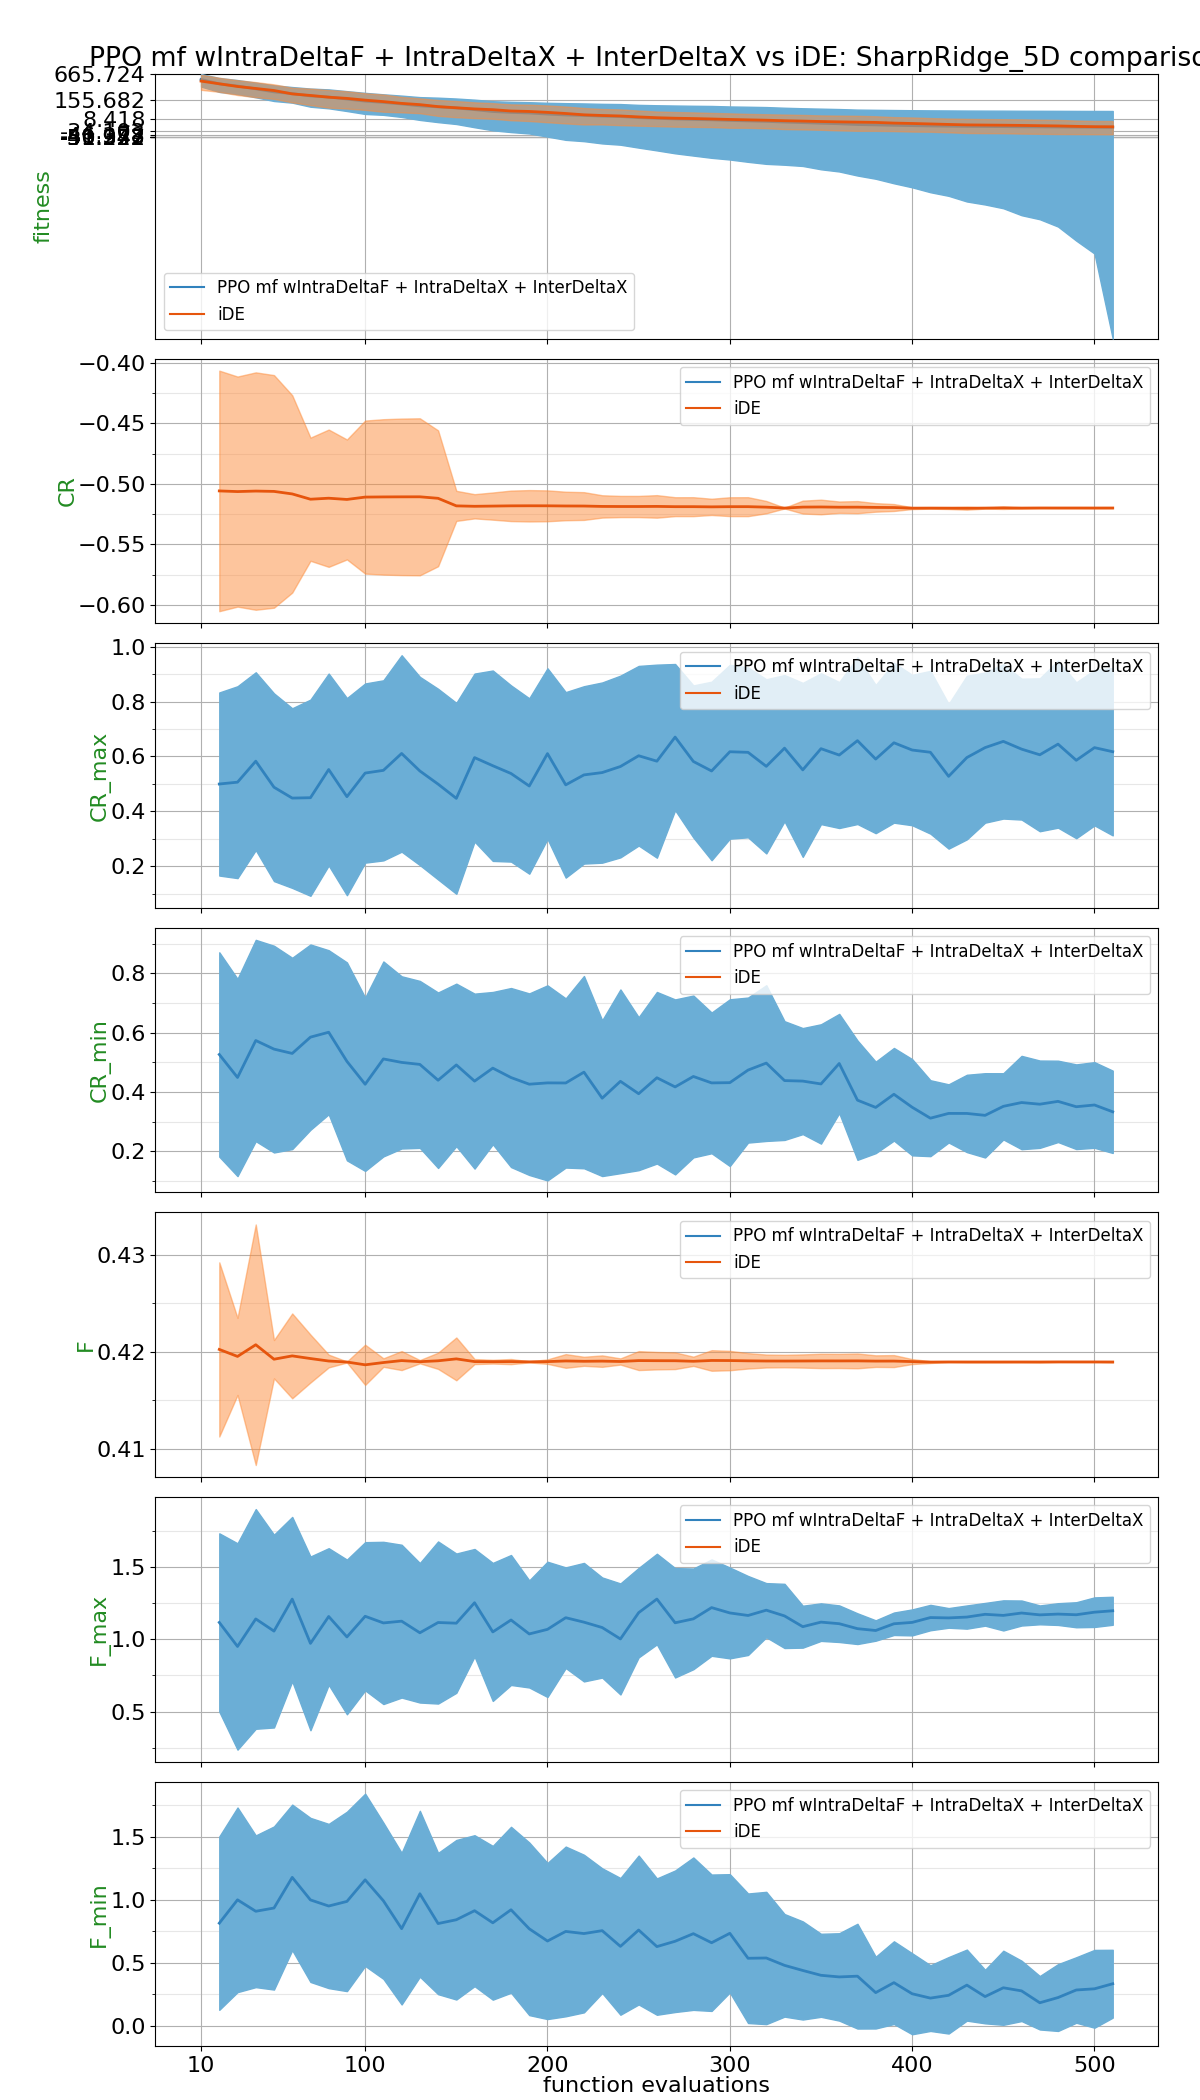 PPO mf wIntraDeltaF + IntraDeltaX + InterDeltaX vs iDE: SharpRidge_5D comparis
665.724
155.682
8.418
fitness
PPO mf wIntraDeltaF + IntraDeltaX + InterDeltaX
iDE
−0.40
−0.45
−0.50
−0.55
−0.60
CR
PPO mf wIntraDeltaF + IntraDeltaX + InterDeltaX
iDE
1.0
0.8
0.6
0.4
0.2
CR_max
PPO mf wIntraDeltaF + IntraDeltaX + InterDeltaX
iDE
0.8
0.6
0.4
0.2
CR_min
PPO mf wIntraDeltaF + IntraDeltaX + InterDeltaX
iDE
0.43
0.42
0.41
F
PPO mf wIntraDeltaF + IntraDeltaX + InterDeltaX
iDE
1.5
1.0
0.5
F_max
PPO mf wIntraDeltaF + IntraDeltaX + InterDeltaX
iDE
1.5
1.0
0.5
0.0
F_min
PPO mf wIntraDeltaF + IntraDeltaX + InterDeltaX
iDE
10 100 200 300 400 500
function evaluations